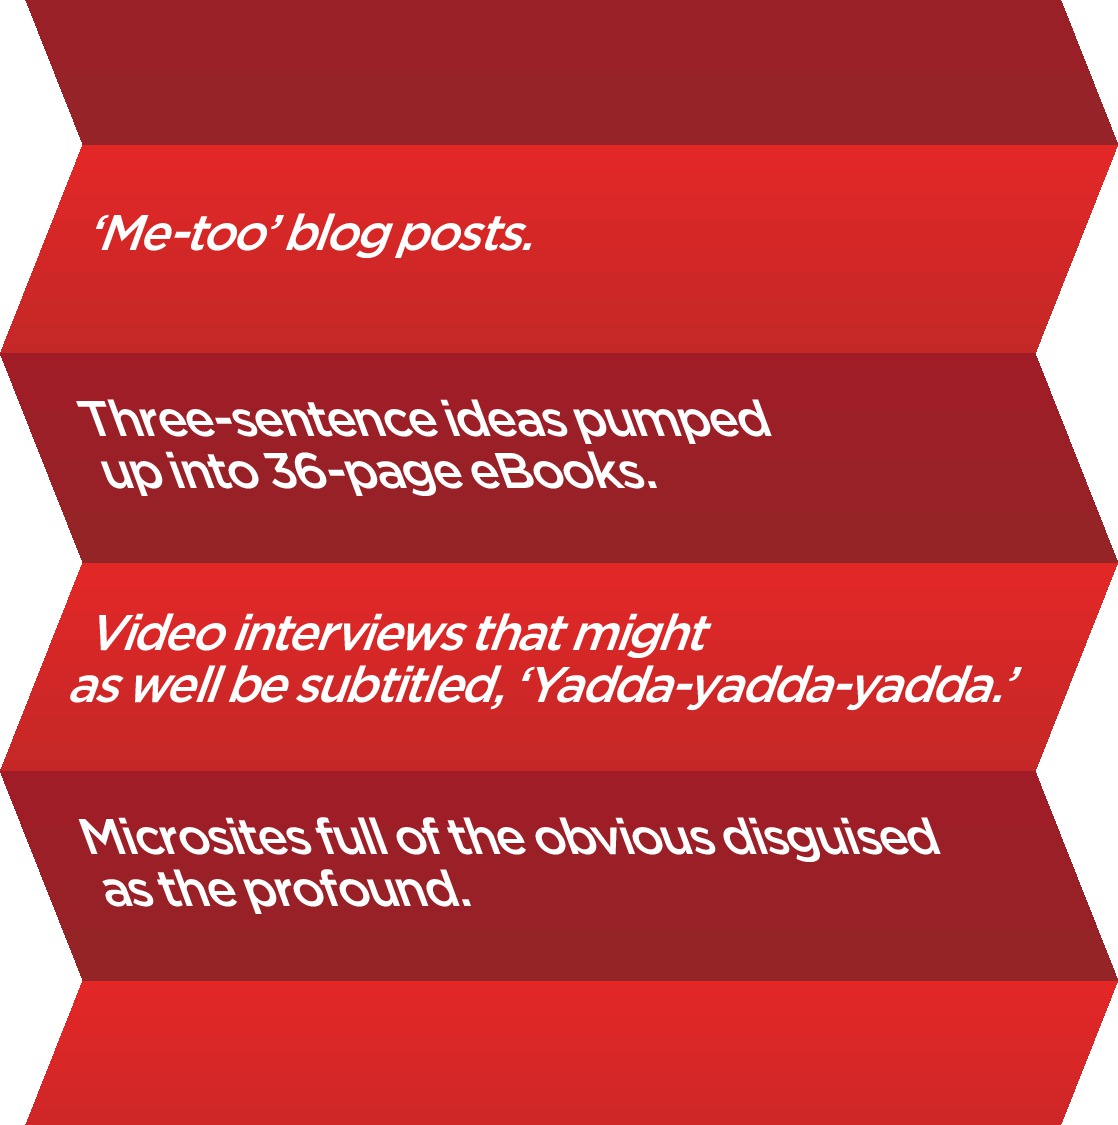 ‘Me-too’ blog posts.
Three-sentence ideas pumped
up into 36-page eBooks.
Video interviews that might
as well be subtitled, ‘Yadda-yadda-yadda.’
Microsites full of the obvious disguised
as the profound.